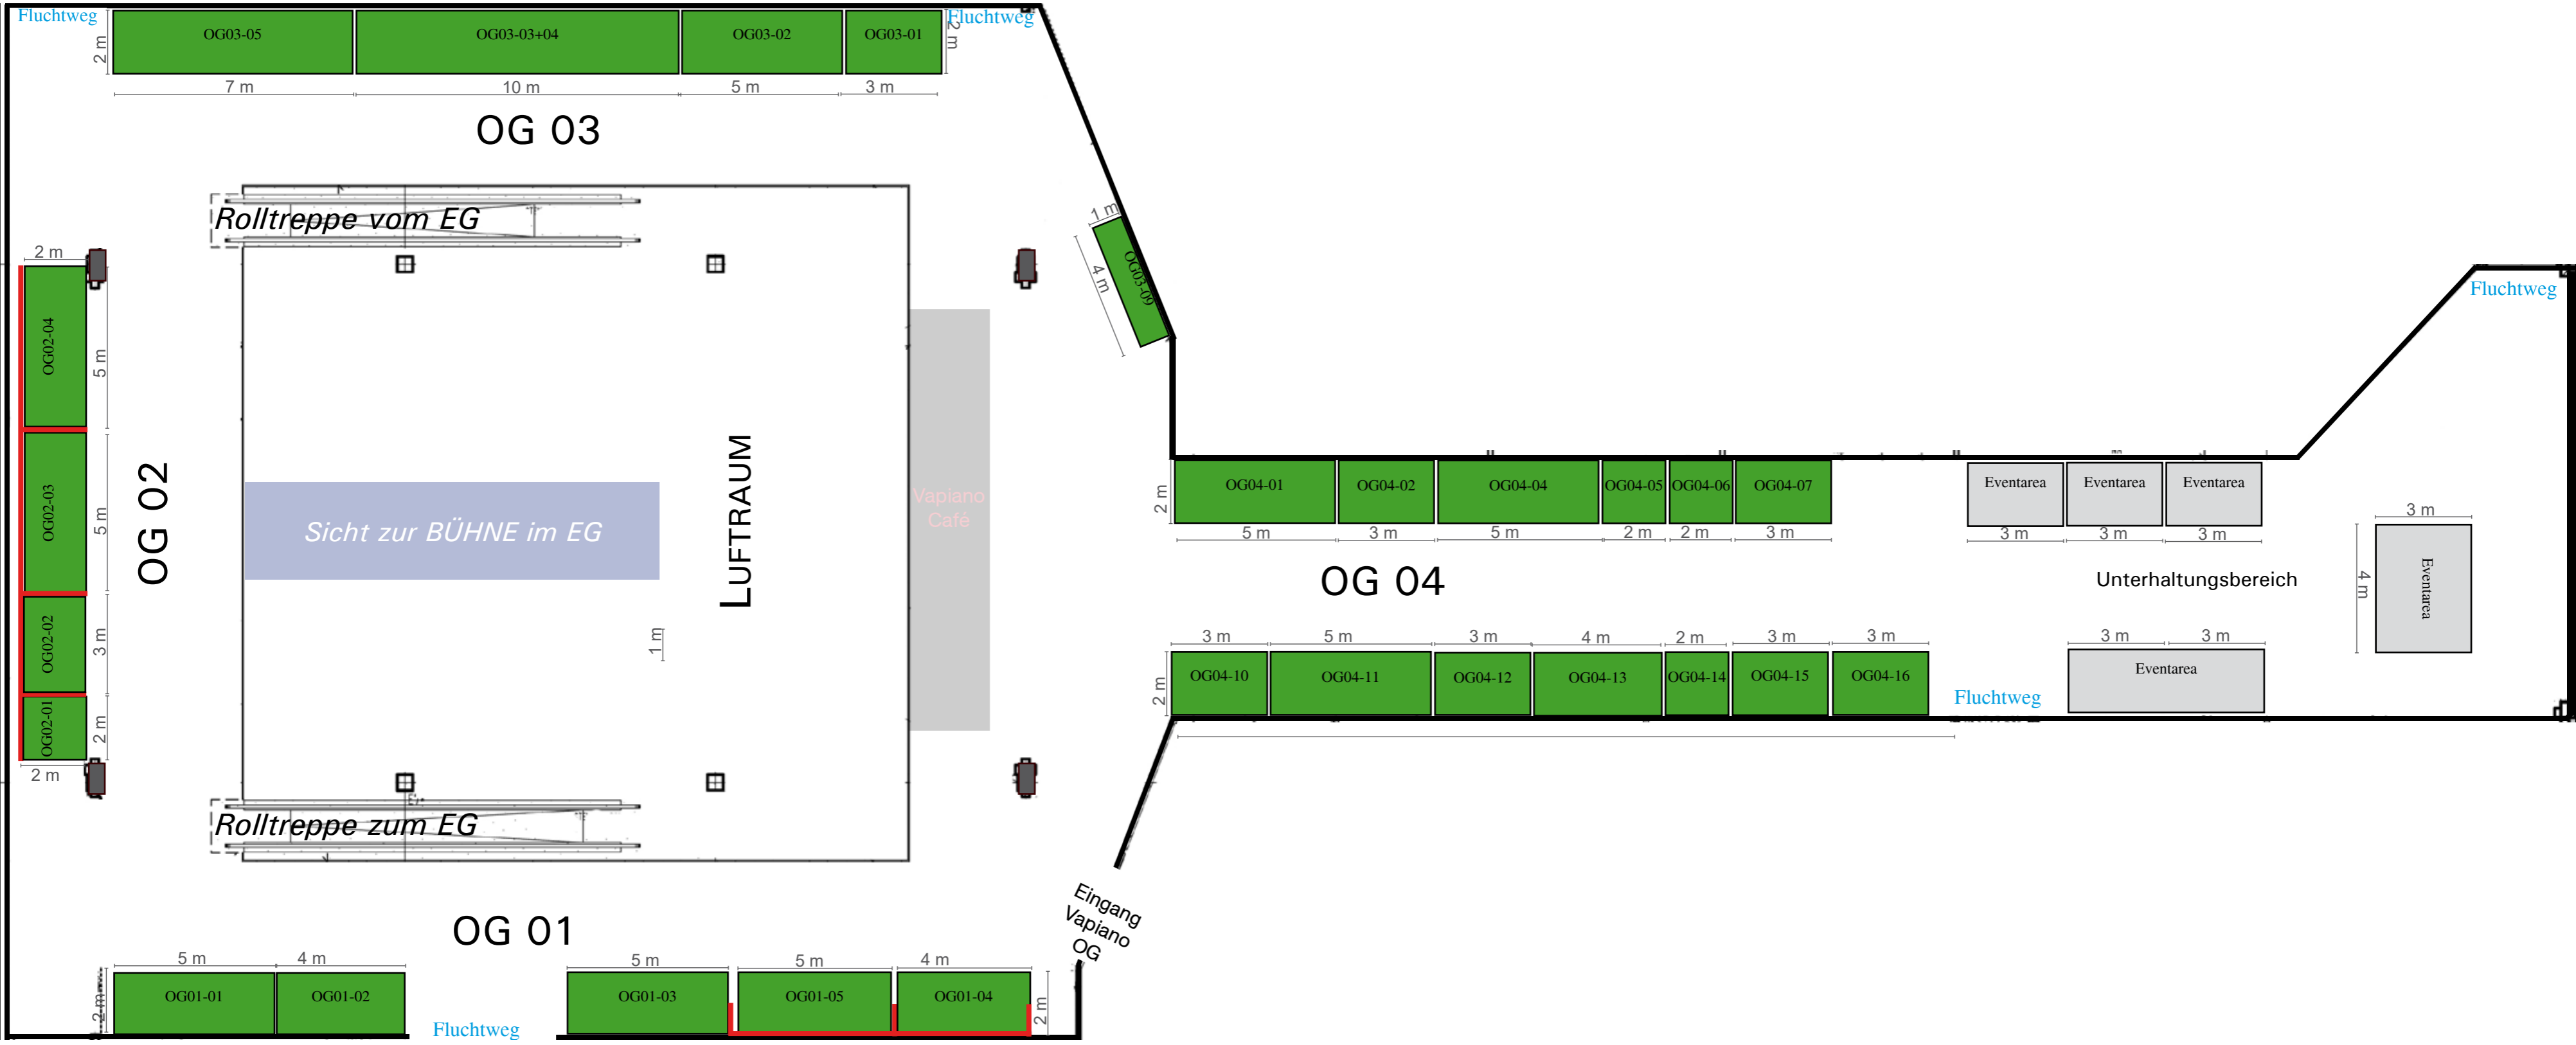 Fluchtweg
OG03-05
OG03-03+04
OG03-02
OG03-01
Fluchtweg
2 m
2 m
7 m
10 m
5 m
3 m
OG 03
Rolltreppe vom EG
1 m
4 m
OG03-09
2 m
OG02-04
5 m
OG02-03
5 m
OG02-02
3 m
OG02-01
2 m
2 m
OG 02
Sicht zur BÜHNE im EG
LUFTRAUM
1 m
Vapiano
Café
Rolltreppe zum EG
Fluchtweg
2 m
OG04-01
OG04-02
OG04-04
OG04-05
OG04-06
OG04-07
5 m
3 m
5 m
2 m
2 m
3 m
Eventarea
Eventarea
Eventarea
3 m
3 m
3 m
3 m
4 m
Eventarea
OG 04
Unterhaltungsbereich
3 m
5 m
3 m
4 m
2 m
3 m
3 m
2 m
OG04-10
OG04-11
OG04-12
OG04-13
OG04-14
OG04-15
OG04-16
Fluchtweg
3 m
3 m
Eventarea
Eingang
Vapiano
OG
OG 01
5 m
4 m
5 m
5 m
4 m
2 m
OG01-01
OG01-02
OG01-03
OG01-05
OG01-04
2 m
Fluchtweg